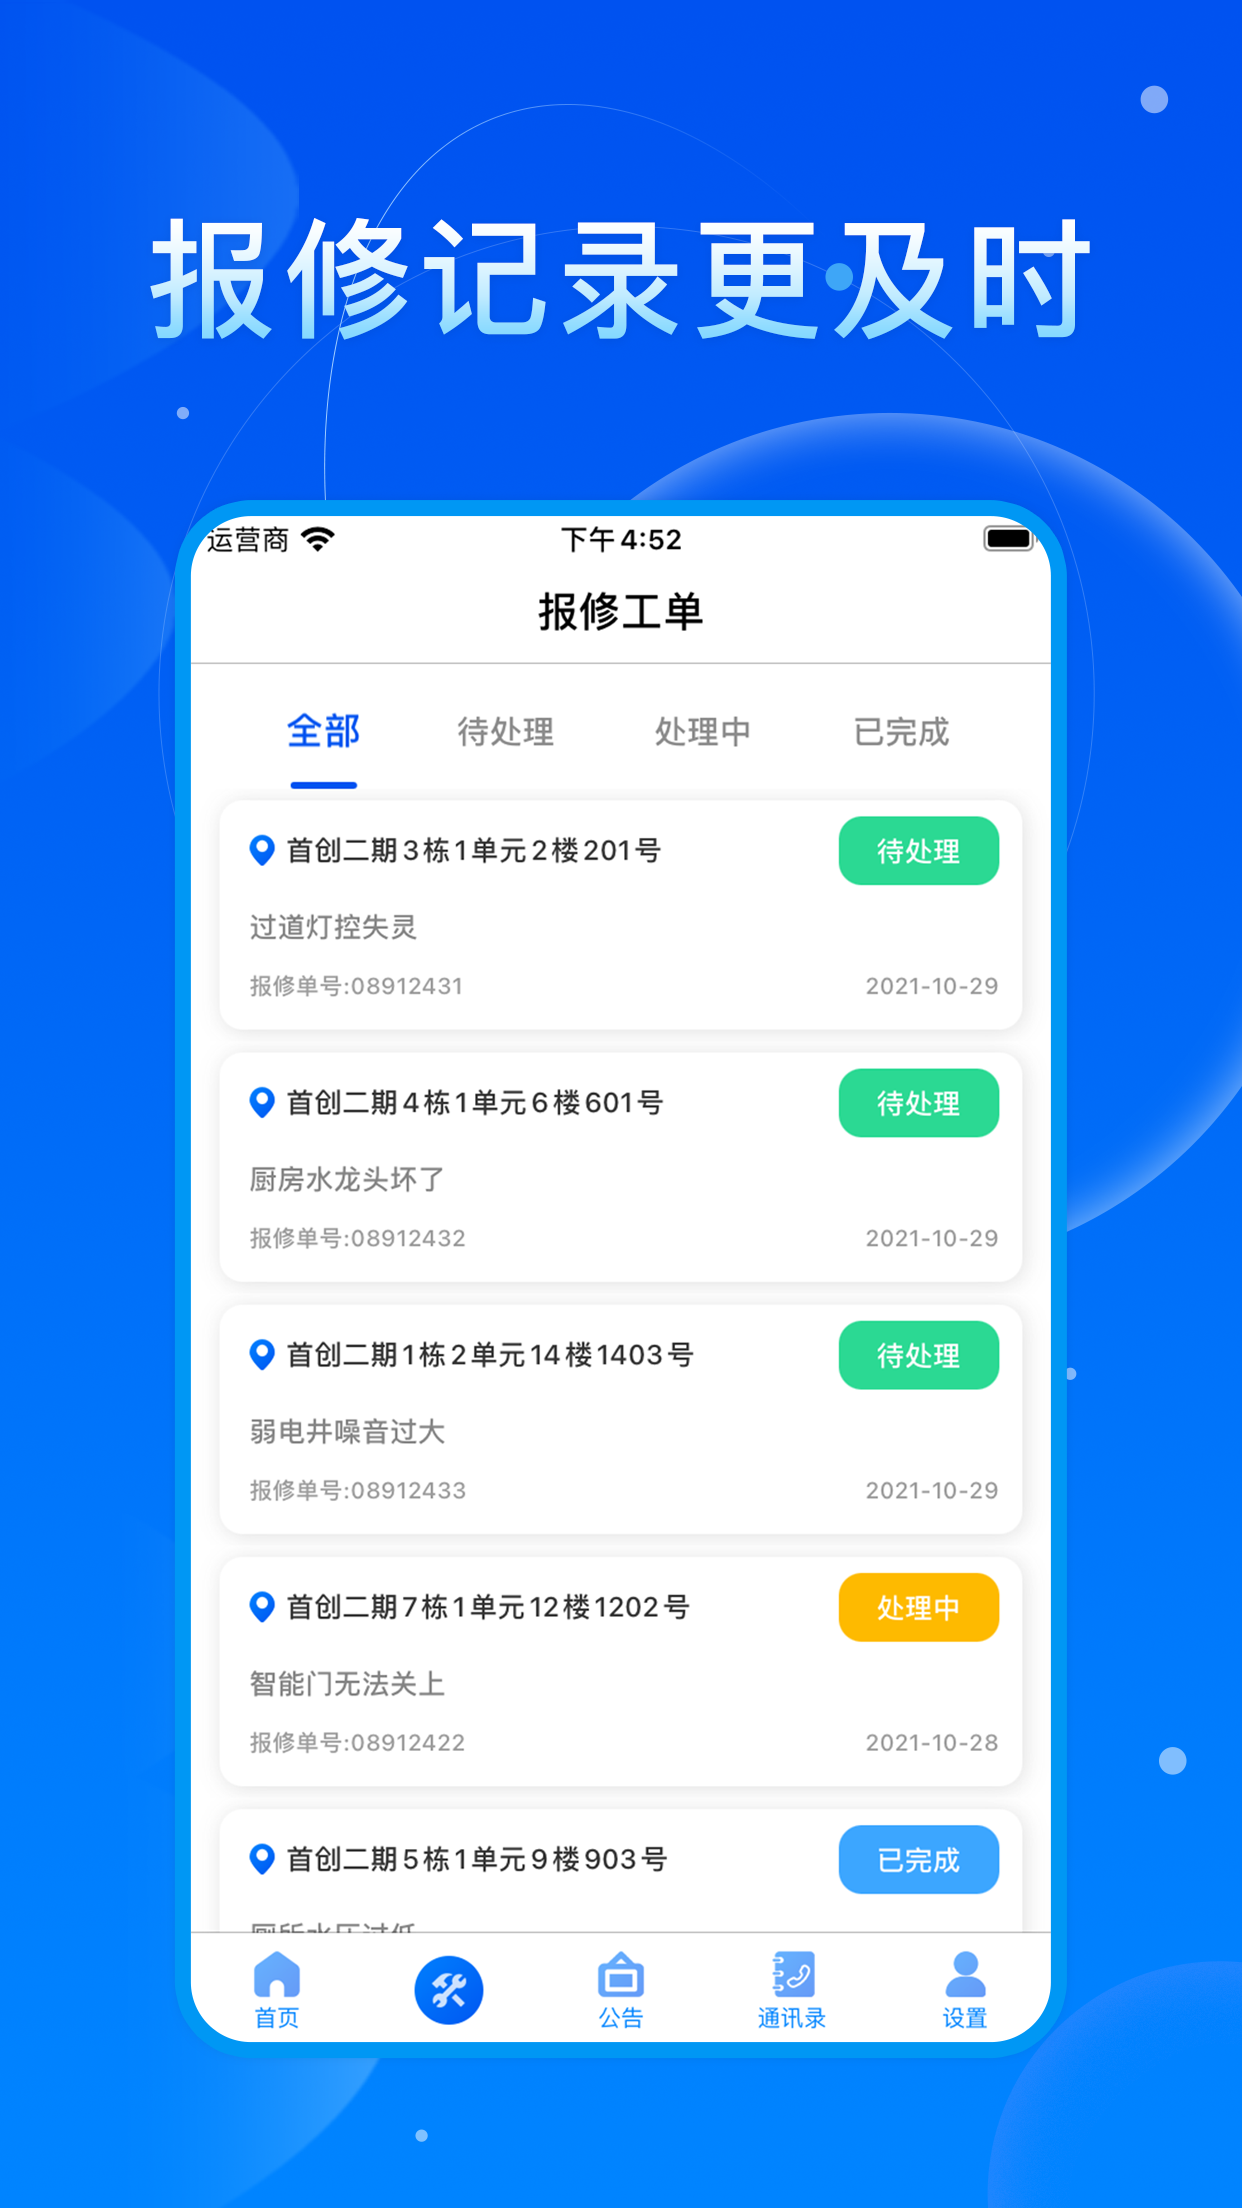 报修记录更及时
运营商 下午4:52
报修工单
全部 待处理 处理中 已完成
首创二期3栋1单元2楼201号 待处理
过道灯控失灵
报修单号:08912431 2021-10-29
首创二期4栋1单元6楼601号 待处理
厨房水龙头坏了
报修单号:08912432 2021-10-29
首创二期1栋2单元14楼1403号 待处理
弱电井噪音过大
报修单号:08912433 2021-10-29
首创二期7栋1单元12楼1202号 处理中
智能门无法关上
报修单号:08912422 2021-10-28
首创二期5栋1单元9楼903号 已完成
首页 公告 通讯录 设置